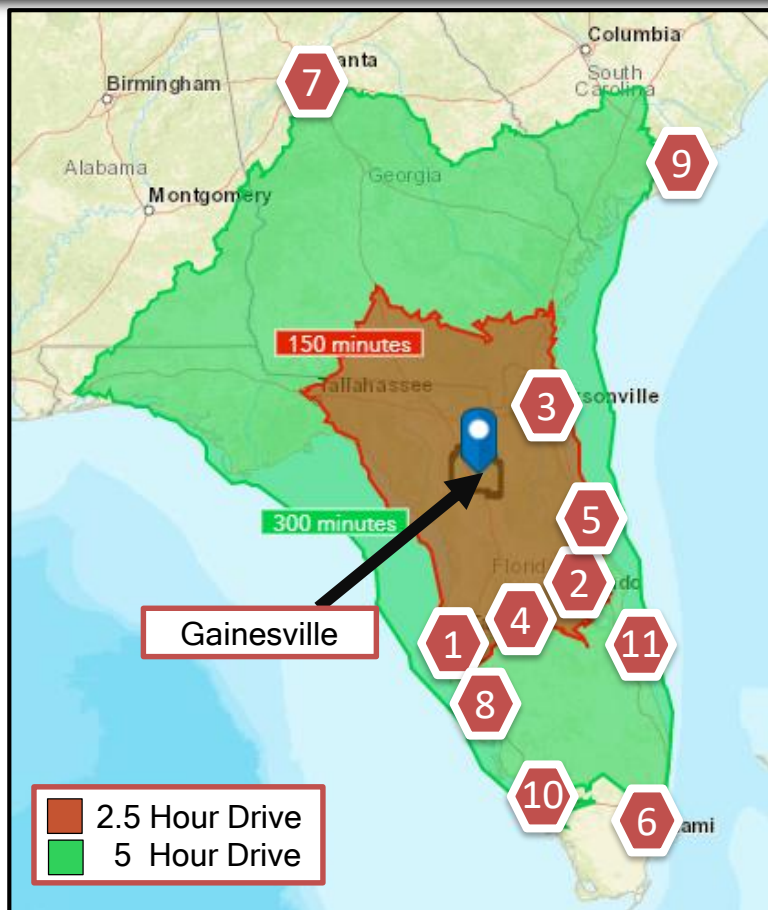 Columbia
anta
7
South
Carolina
Birmingham
9
Alabama
Georgia
Montgomery
150 minutes
Tallahassee
3
sonville
300 minutes
5
Florid
2
do
4
Gainesville
1
11
8
10
6
ami
2.5 Hour Drive
5 Hour Drive